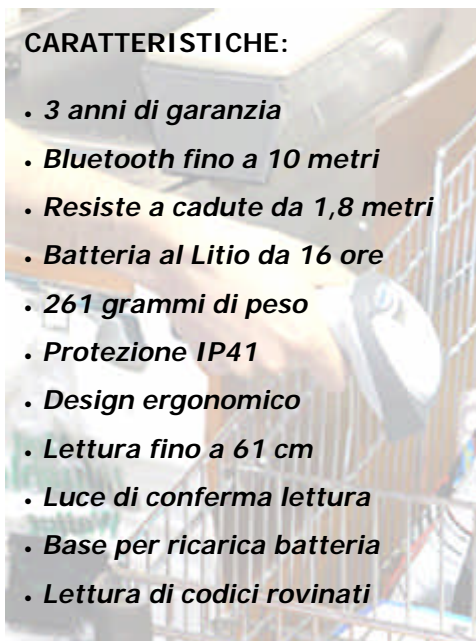 CARATTERISTICHE:
• 3 anni di garanzia
• Bluetooth fino a 10 metri
• Resiste a cadute da 1,8 metri
• Batteria al Litio da 16 ore
• 261 grammi di peso
• Protezione IP41
• Design ergonomico
• Lettura fino a 61 cm
• Luce di conferma lettura
• Base per ricarica batteria
• Lettura di codici rovinati